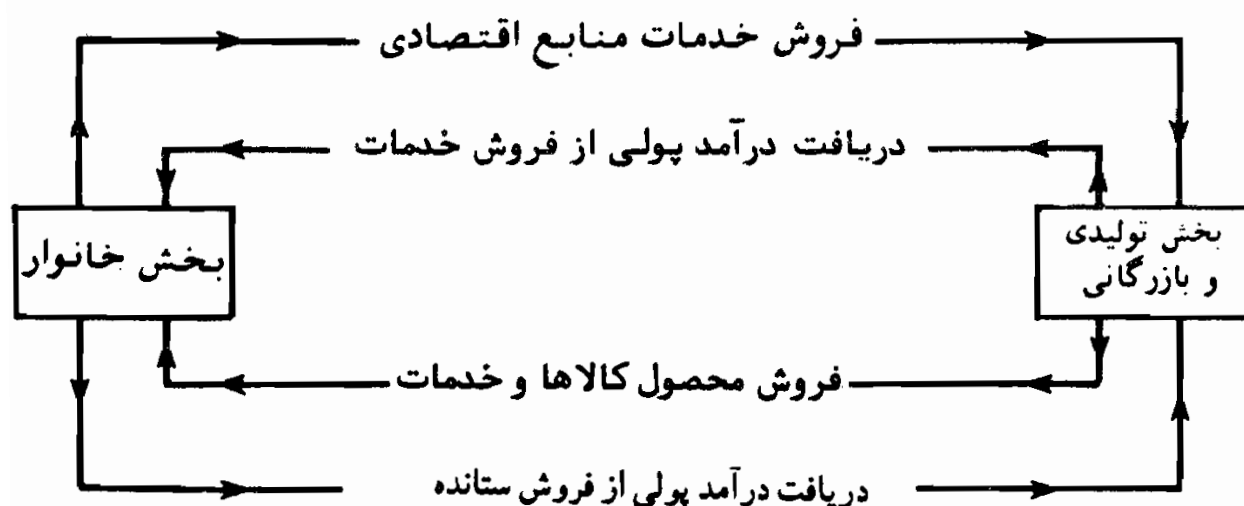 فروش خدمات منابع اقتصادی
دریافت درآمد پولی از فروش خدمات
بخش تولیدی
و بازرگانی
بخش خانوار
فروش محصول کالاها و خدمات
دریافت درآمد پولی از فروش ستانده